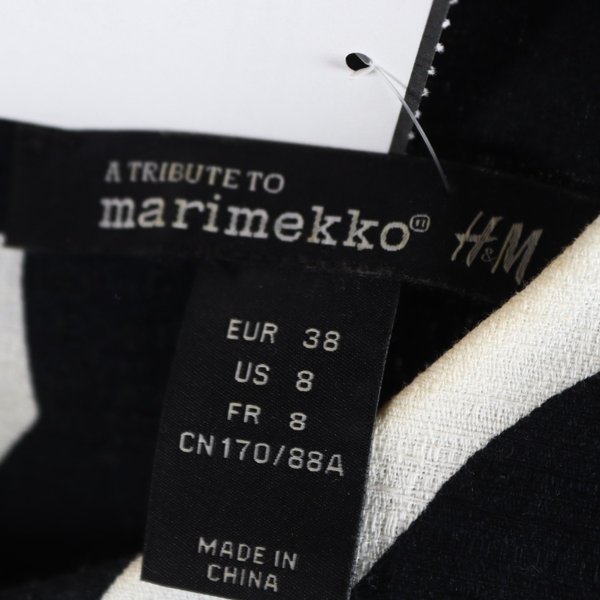 A TRIBUTE TO
marimekko® H&M
EUR 38
US 8
FR 8
CN170/88A
MADE IN
CHINA